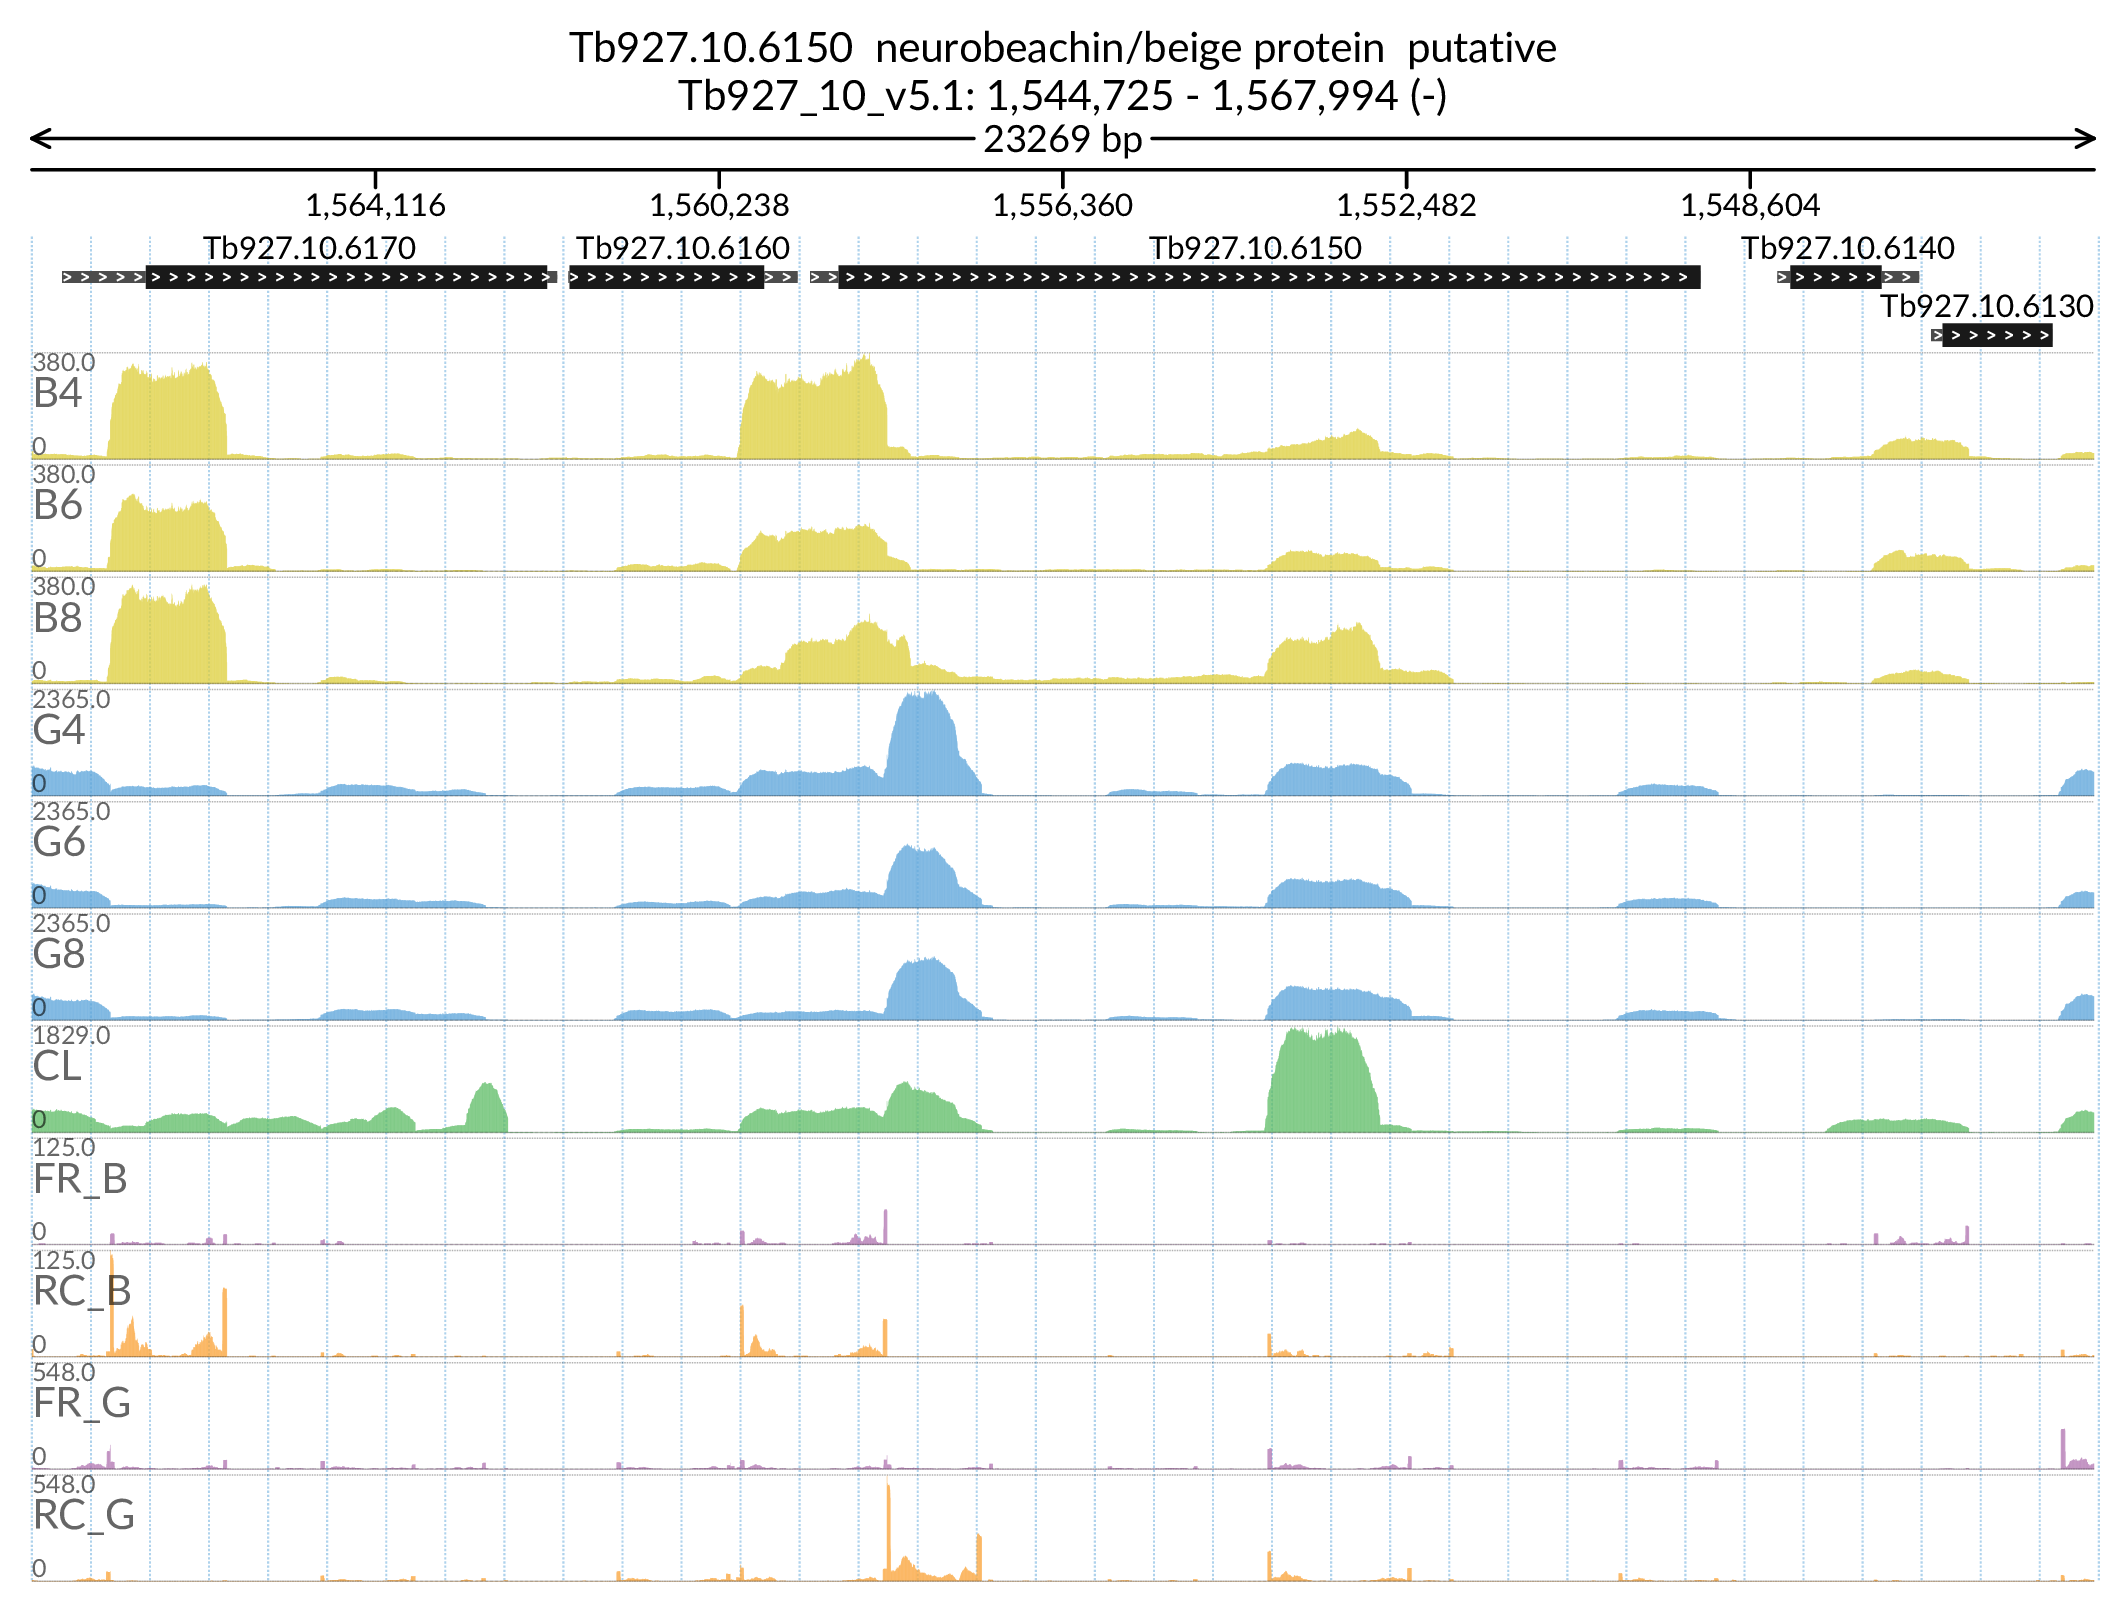 Tb927.10.6150 neurobeachin/beige protein putative
Tb927_10_v5.1: 1,544,725 - 1,567,994 (-)
23269 bp
1,564,116 1,560,238 1,556,360 1,552,482 1,548,604
Tb927.10.6170 Tb927.10.6160 Tb927.10.6150 Tb927.10.6140
Tb927.10.6130
380.0
B4
0
380.0
B6
0
380.0
B8
0
2365.0
G4
0
2365.0
G6
0
2365.0
G8
0
1829.0
CL
0
125.0
FR_B
0
125.0
RC_B
0
548.0
FR_G
0
548.0
RC_G
0